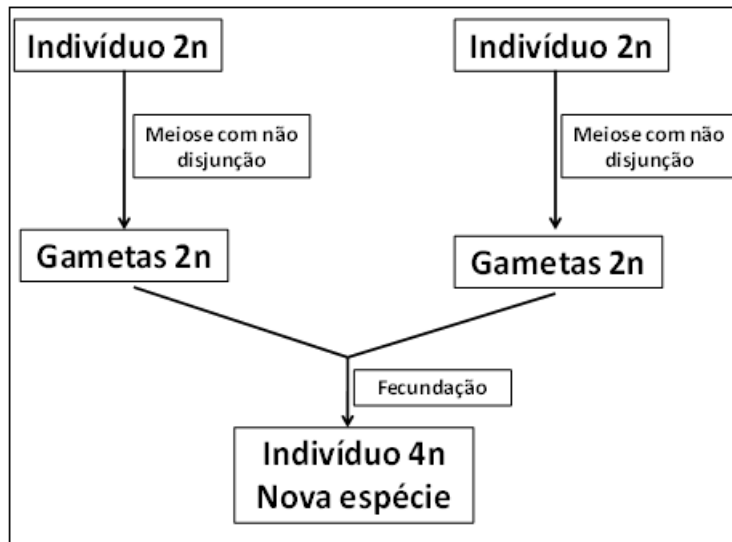 Indivíduo 2n
Indivíduo 2n
Meiose com não
disjunção
Meiose com não
disjunção
Gametas 2n
Gametas 2n
Fecundação
Indivíduo 4n
Nova espécie